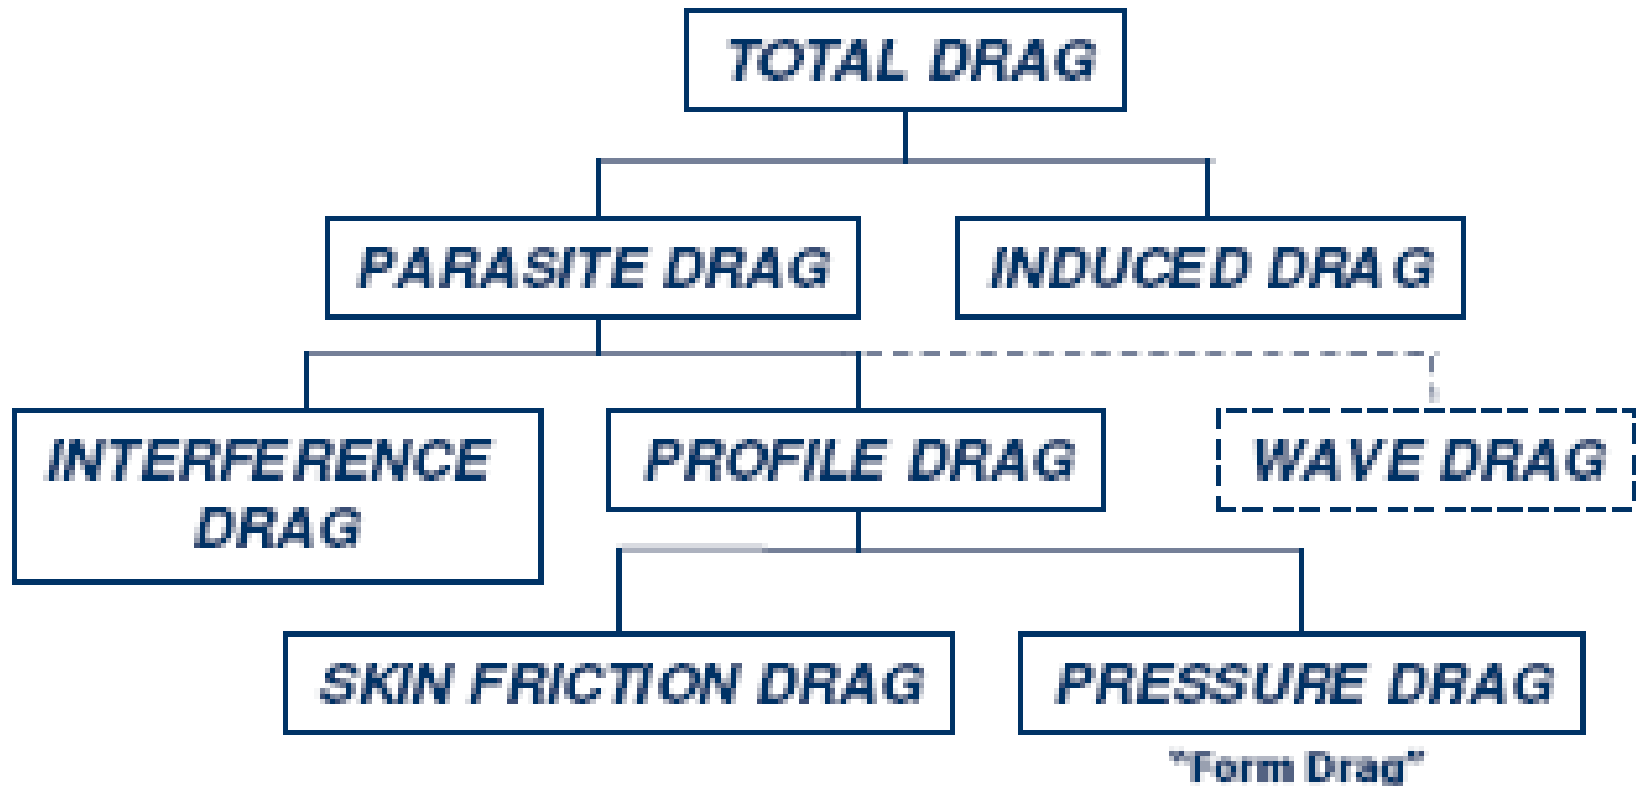 TOTAL DRAG
PARASITE DRAG
INDUCED DRAG
INTERFERENCE
DRAG
PROFILE DRAG
WAVE DRAG
SKIN FRICTION DRAG
PRESSURE DRAG
"Form Drag"